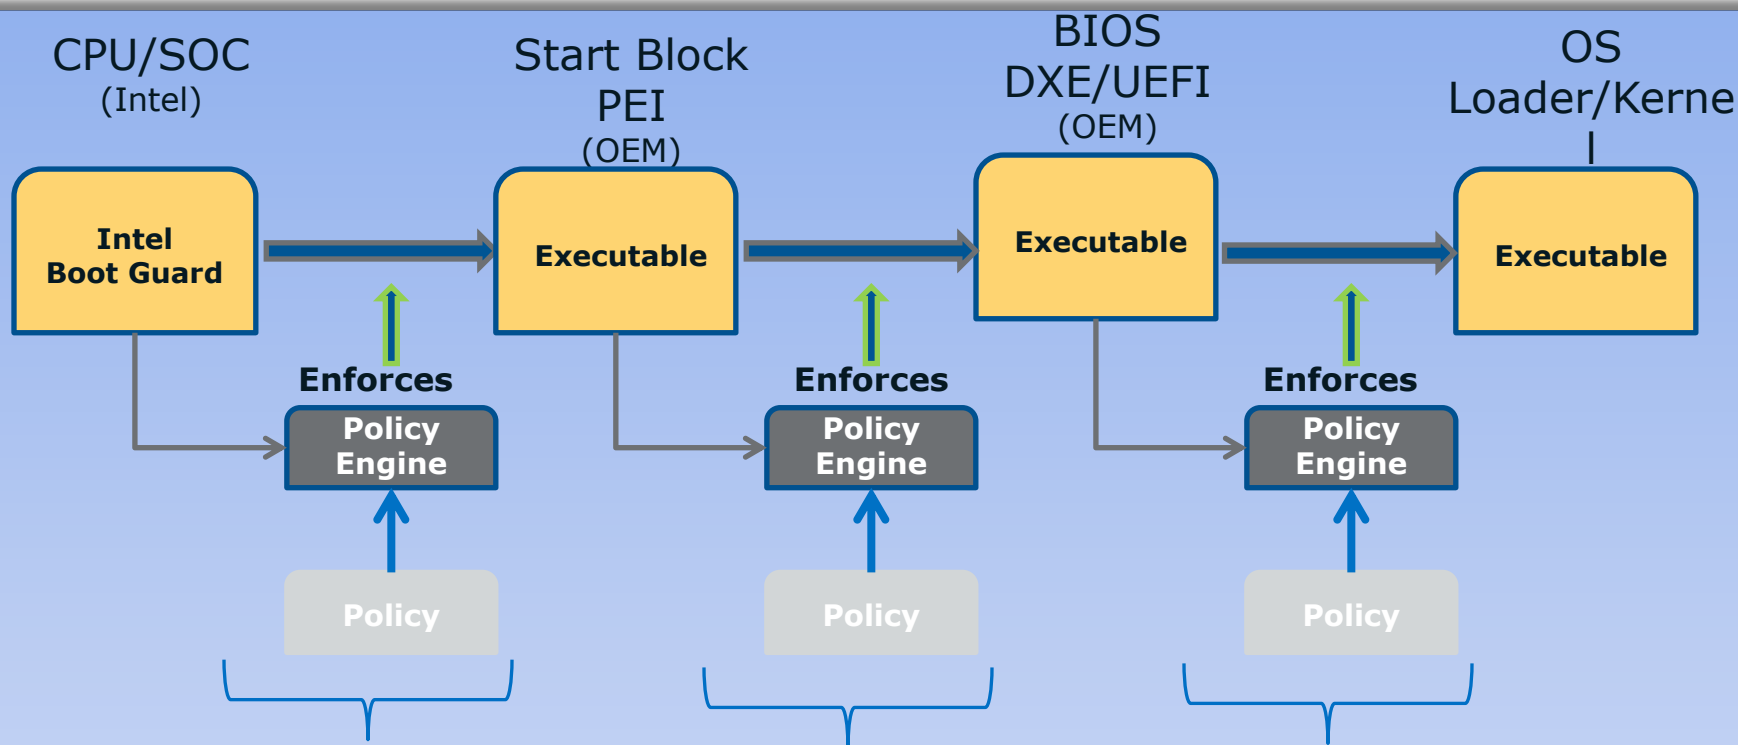 CPU/SOC
(Intel)
Start Block
PEI
(OEM)
BIOS
DXE/UEFI
(OEM)
OS
Loader/Kerne
l
Intel
Boot Guard
Executable
Executable
Executable
Enforces
Enforces
Enforces
Policy
Engine
Policy
Engine
Policy
Engine
Policy
Policy
Policy